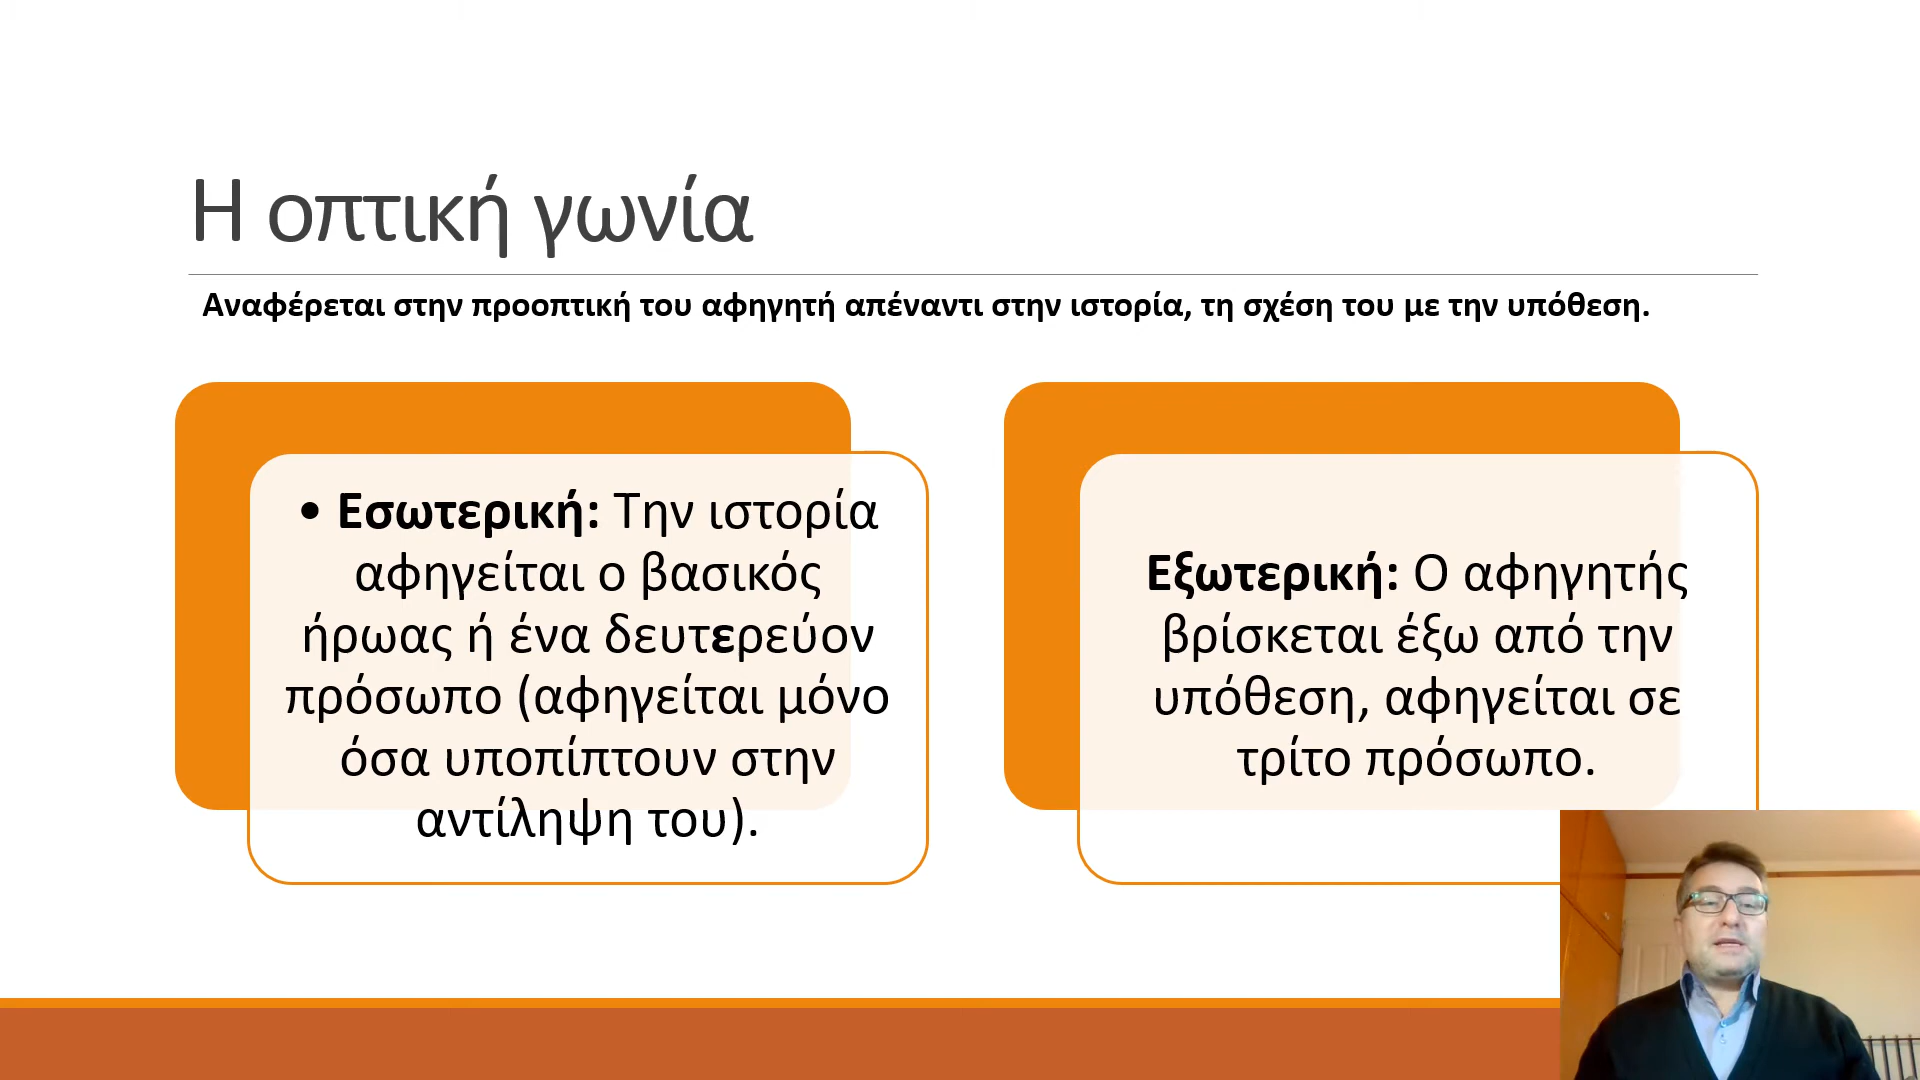 Η οπτική γωνία
Αναφέρεται στην προοπτική του αφηγητή απέναντι στην ιστορία, τη σχέση του με την υπόθεση.
• Εσωτερική: Την ιστορία
αφηγείται ο βασικός
ήρωας ή ένα δευτερεύον
πρόσωπο (αφηγείται μόνο
όσα υποπίπτουν στην
αντίληψη του).
Εξωτερική: Ο αφηγητής
βρίσκεται έξω από την
υπόθεση, αφηγείται σε
τρίτο πρόσωπο.